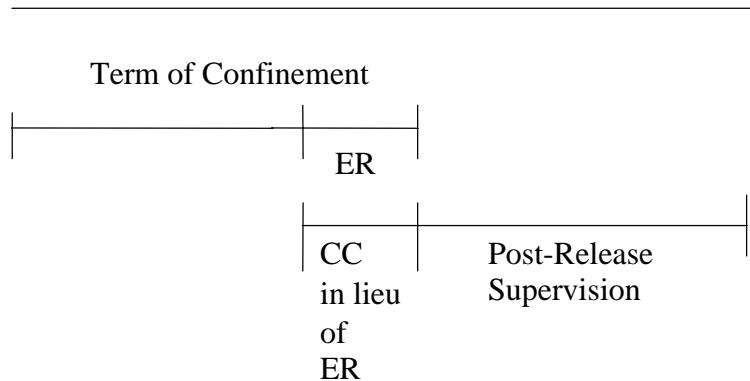 Term of Confinement
ER
CC
in lieu
of
ER
Post-Release
Supervision